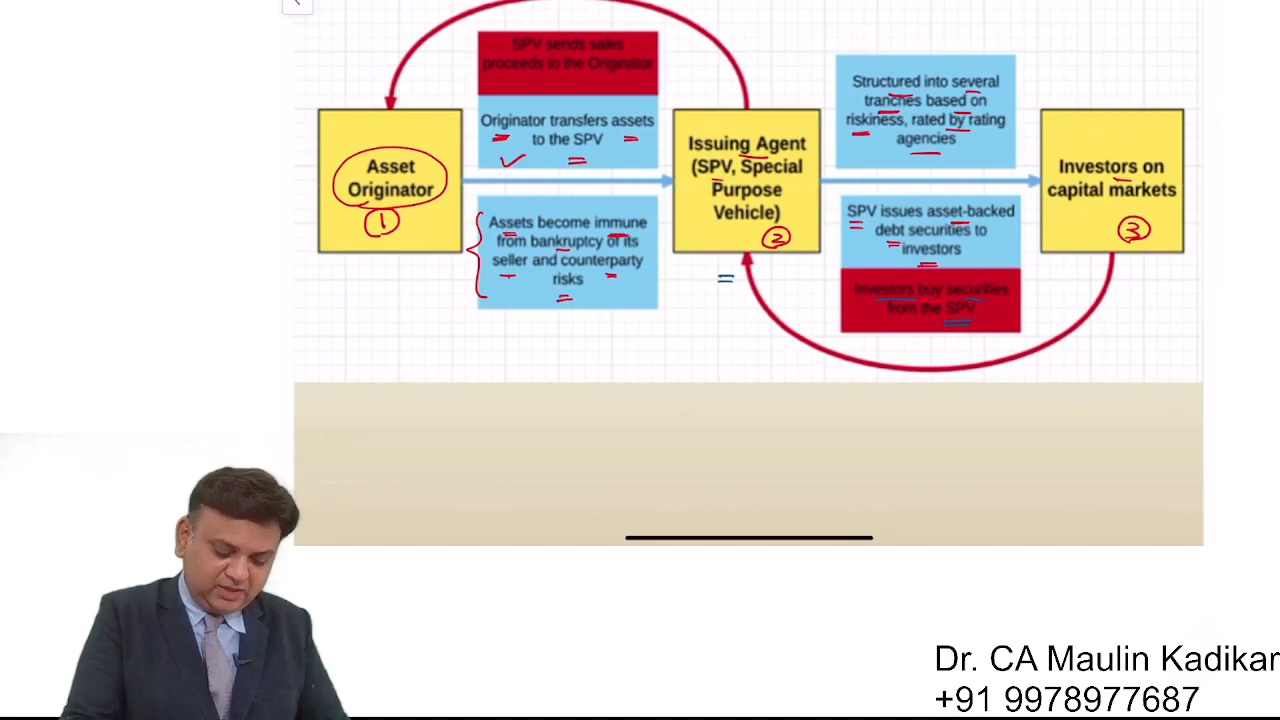 SPV sends sales
proceeds to the Originator
Originator transfers assets
to the SPV
Asset
Originator
1
Assets become immune
from bankruptcy of its
seller and counterparty
risks
Issuing Agent
(SPV, Special
Purpose
Vehicle)
2
Structured into several
tranches based on
riskiness, rated by rating
agencies
SPV issues asset-backed
debt securities to
investors
Investors buy securities
from the SPV
Investors on
capital markets
3
Dr. CA Maulin Kadikar
+91 9978977687